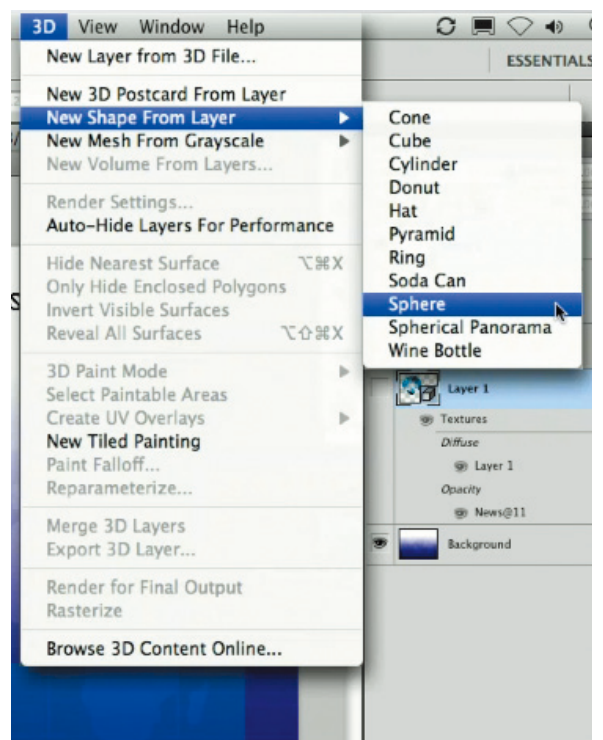 3D View Window Help
ESSENTIALS
New Layer from 3D File...
New 3D Postcard From Layer
New Shape From Layer
New Mesh From Grayscale
New Volume From Layers...
Render Settings...
Auto-Hide Layers For Performance
Hide Nearest Surface ⌥⌘X
Only Hide Enclosed Polygons
Invert Visible Surfaces
Reveal All Surfaces ⌥⇧⌘X
3D Paint Mode
Select Paintable Areas
Create UV Overlays
New Tiled Painting
Paint Falloff...
Reparameterize...
Merge 3D Layers
Export 3D Layer...
Render for Final Output
Rasterize
Browse 3D Content Online...
Cone
Cube
Cylinder
Donut
Hat
Pyramid
Ring
Soda Can
Sphere
Spherical Panorama
Wine Bottle
Layer 1
Textures
Diffuse
Layer 1
Opacity
News@11
Background